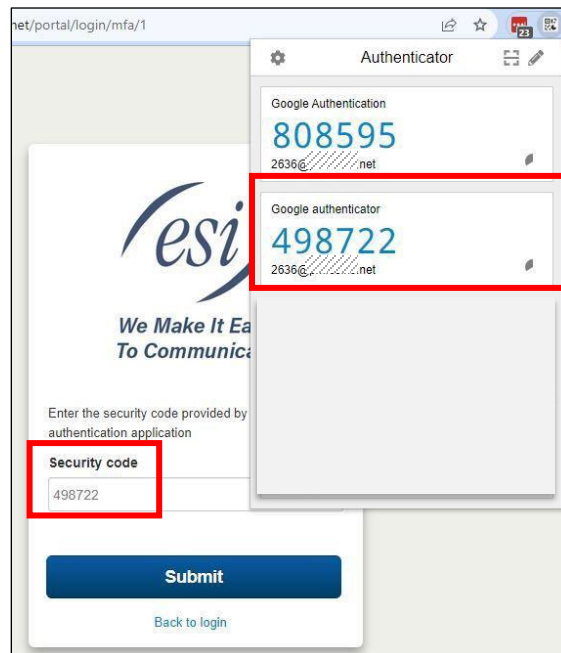 net/portal/login/mfa/1
23
Authenticator
Google Authentication
808595
2636@
.net
Google authenticator
498722
2636@
.net
esi
We Make It Ea
To Communica
Enter the security code provided by
authentication application
Security code
498722
Submit
Back to login